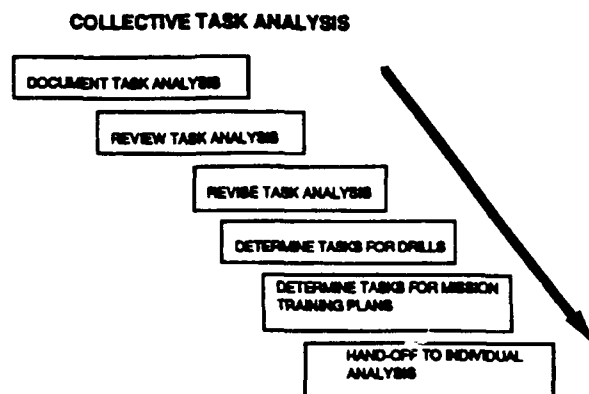 COLLECTIVE TASK ANALYSIS
DOCUMENT TASK ANALYSIS
REVIEW TASK ANALYSIS
REVISE TASK ANALYSIS
DETERMINE TASKS FOR DRILLS
DETERMINE TASKS FOR MISSION
TRAINING PLANS
HAND-OFF TO INDIVIDUAL
ANALYSIS